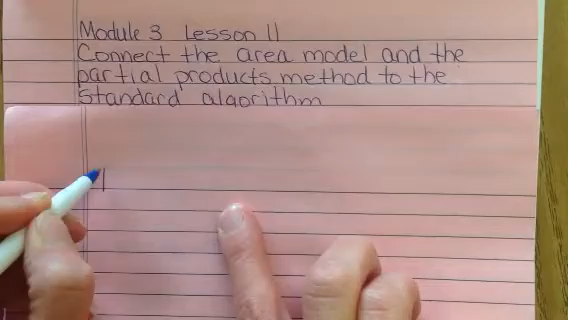 Module 3 Lesson 11
Connect the area model and the
partial products method to the
standard algorithm